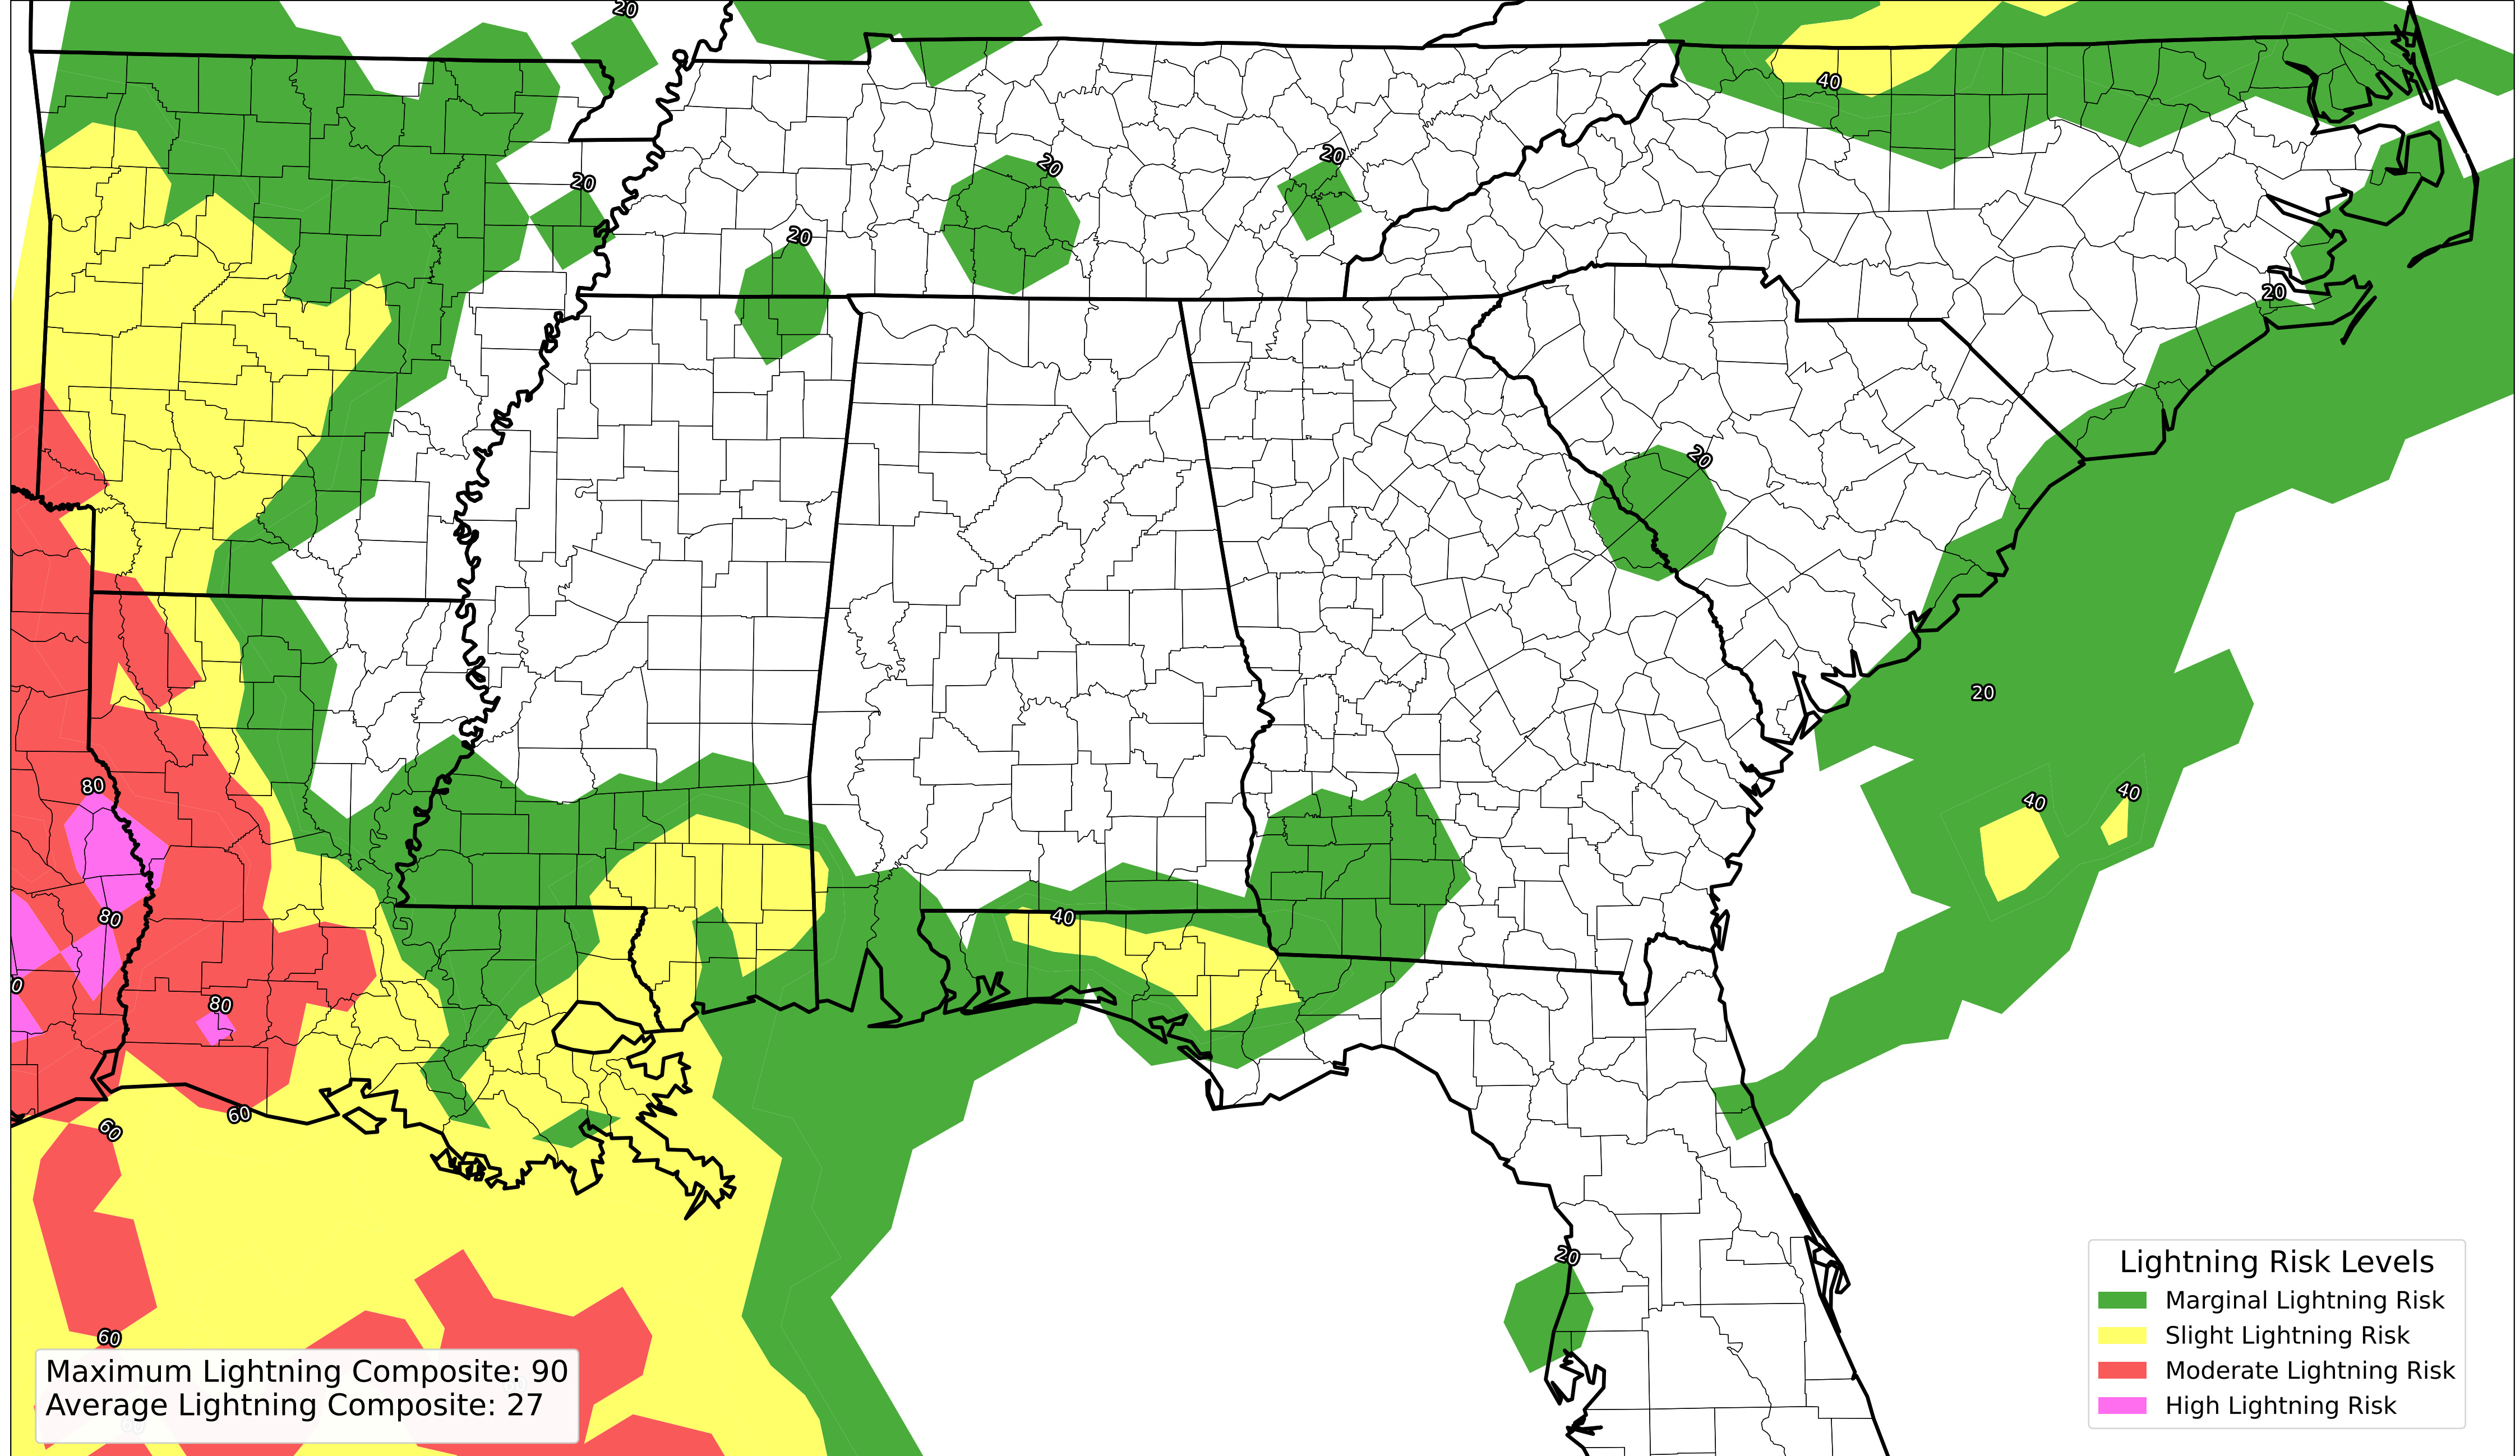 20
40
20
20
20
20
20
20
20
80
40
40
80
40
0
80
60
60
20
60
Lightning Risk Levels
Marginal Lightning Risk
Slight Lightning Risk
Moderate Lightning Risk
High Lightning Risk
Maximum Lightning Composite: 90
Average Lightning Composite: 27